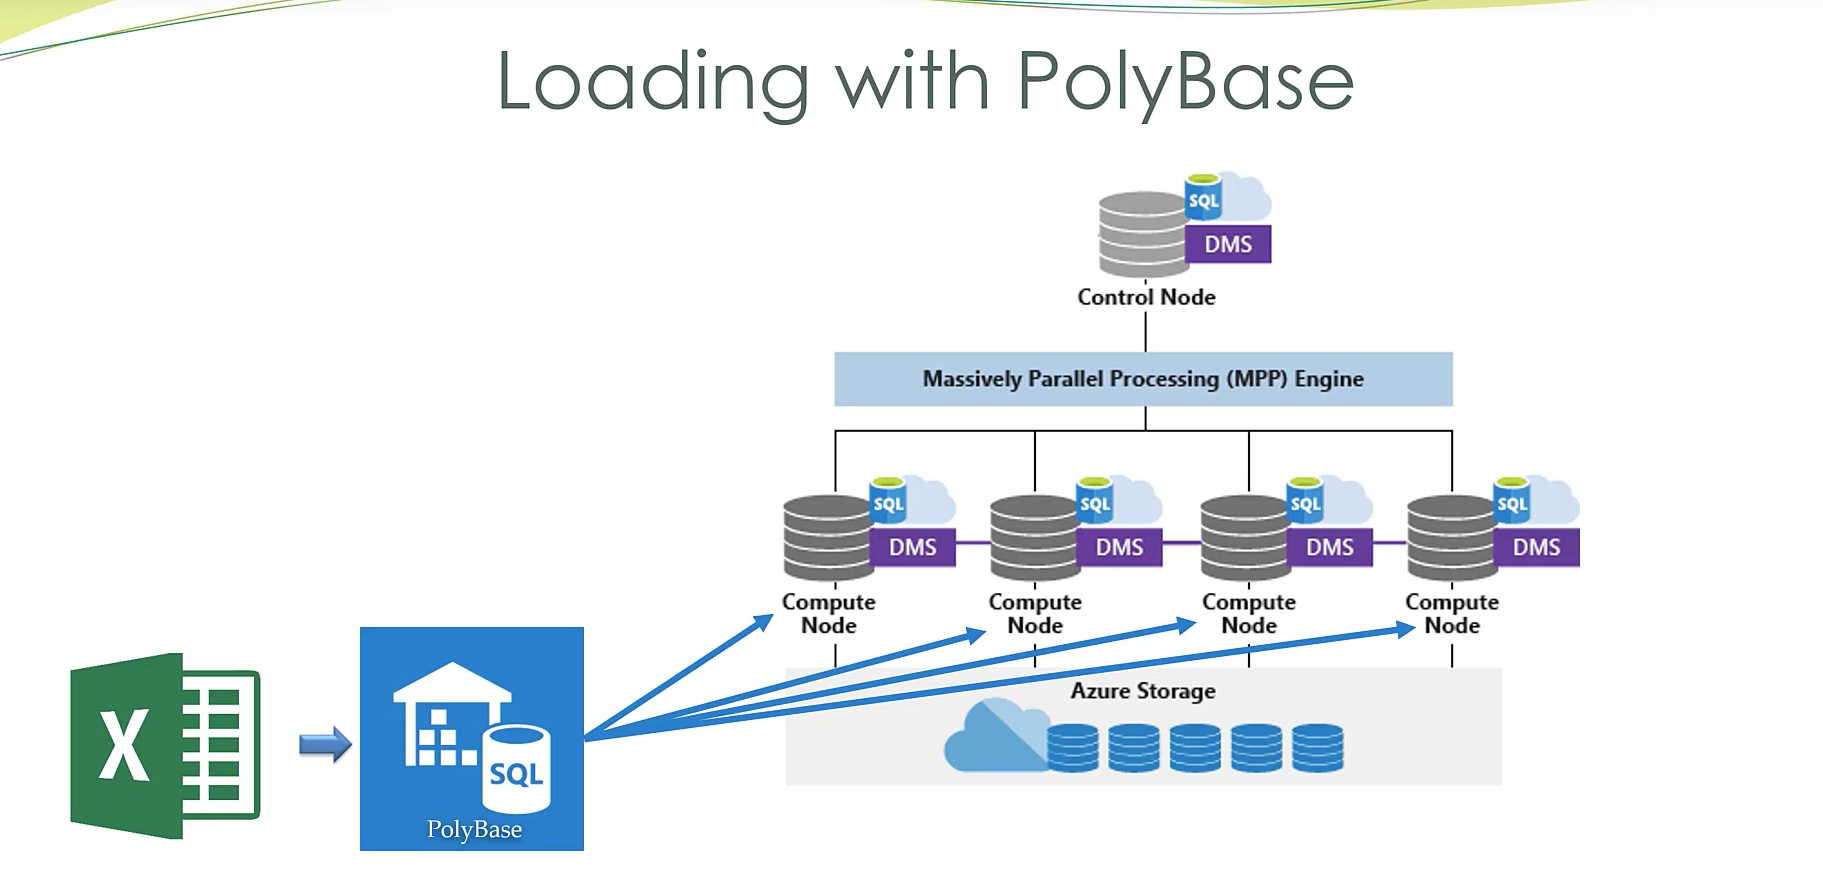 Loading with PolyBase
SQL
DMS
Control Node
Massively Parallel Processing (MPP) Engine
SQL
DMS
SQL
DMS
SQL
DMS
SQL
DMS
Compute
Node
Compute
Node
Compute
Node
Compute
Node
Azure Storage
X
SQL
PolyBase